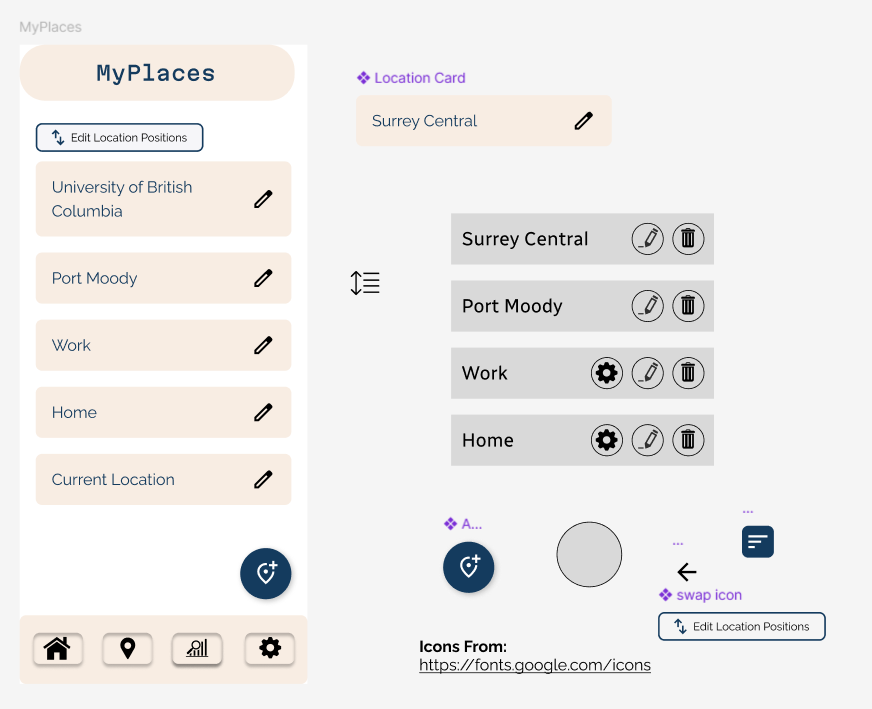 MyPlaces
MyPlaces
Edit Location Positions
University of British
Columbia
Port Moody
Work
Home
Current Location
Location Card
Surrey Central
Surrey Central
Port Moody
Work
Home
A...
...
...
swap icon
Edit Location Positions
Icons From:
https://fonts.google.com/icons